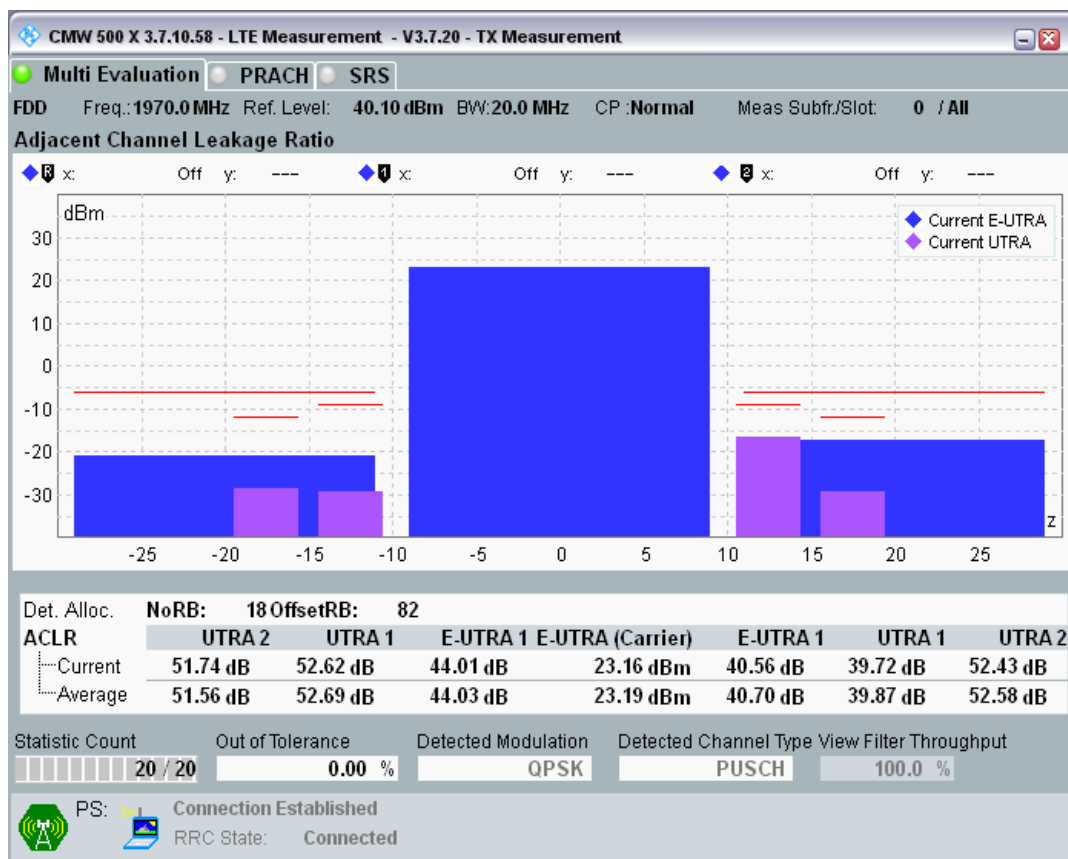 CMW 500 X 3.7.10.58 - LTE Measurement - V3.7.20 - TX Measurement
Multi Evaluation PRACH SRS
FDD Freq.:1970.0 MHz Ref. Level: 40.10 dBm BW:20.0 MHz CP :Normal Meas Subfr./Slot: 0 / All
Adjacent Channel Leakage Ratio
R x: Off y: --- 1 x: Off y: --- 2 x: Off y: ---
dBm
Current E-UTRA
Current UTRA
30
20
10
0
-10
-20
-30
z
-25 -20 -15 -10 -5 0 5 10 15 20 25
Det. Alloc. NoRB: 18 OffsetRB: 82
ACLR UTRA 2 UTRA 1 E-UTRA 1 E-UTRA (Carrier) E-UTRA 1 UTRA 1 UTRA 2
Current 51.74 dB 52.62 dB 44.01 dB 23.16 dBm 40.56 dB 39.72 dB 52.43 dB
Average 51.56 dB 52.69 dB 44.03 dB 23.19 dBm 40.70 dB 39.87 dB 52.58 dB
Statistic Count Out of Tolerance Detected Modulation Detected Channel Type View Filter Throughput
20 / 20 0.00 % QPSK PUSCH 100.0 %
PS: Connection Established
RRC State: Connected